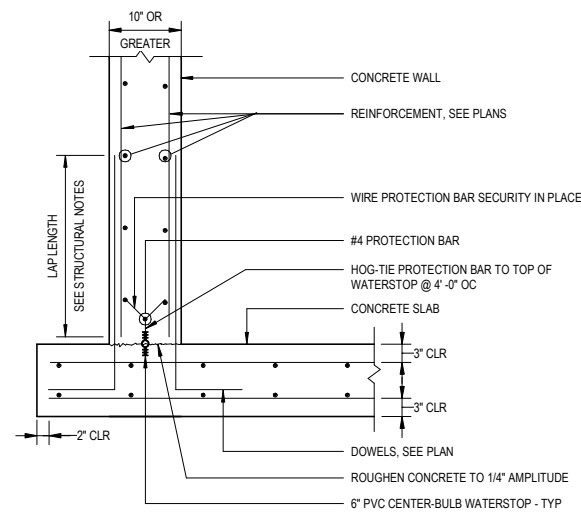 10" OR
GREATER
CONCRETE WALL
REINFORCEMENT, SEE PLANS
LAP LENGTH
SEE STRUCTURAL NOTES
WIRE PROTECTION BAR SECURITY IN PLACE
#4 PROTECTION BAR
HOG-TIE PROTECTION BAR TO TOP OF
WATERSTOP @ 4' -0" OC
CONCRETE SLAB
3" CLR
3" CLR
2" CLR
DOWELS, SEE PLAN
ROUGHEN CONCRETE TO 1/4" AMPLITUDE
6" PVC CENTER-BULB WATERSTOP - TYP